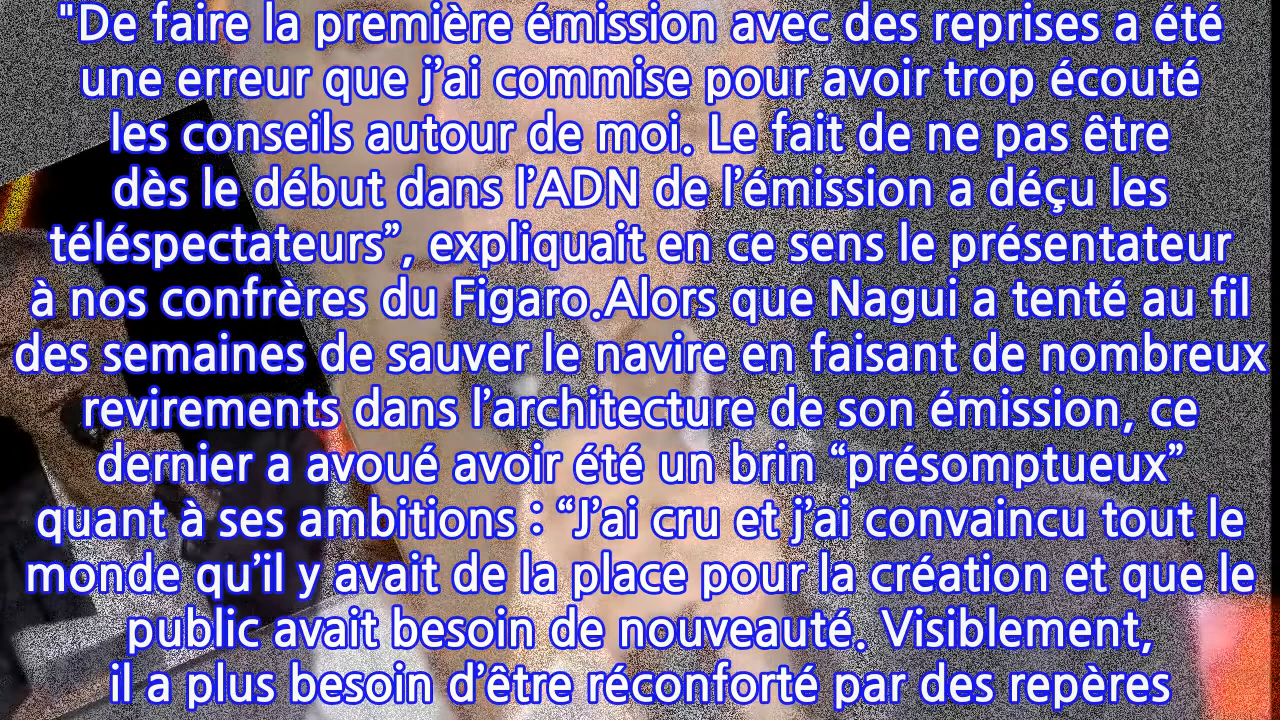 "De faire la première émission avec des reprises a été
une erreur que j’ai commise pour avoir trop écouté
les conseils autour de moi. Le fait de ne pas être
dès le début dans l’ADN de l’émission a déçu les
téléspectateurs”, expliquait en ce sens le présentateur
à nos confrères du Figaro.Alors que Nagui a tenté au fil
des semaines de sauver le navire en faisant de nombreux
revirements dans l’architecture de son émission, ce
dernier a avoué avoir été un brin “présomptueux”
quant à ses ambitions : “J’ai cru et j’ai convaincu tout le
monde qu’il y avait de la place pour la création et que le
public avait besoin de nouveauté. Visiblement,
il a plus besoin d’être réconforté par des repères